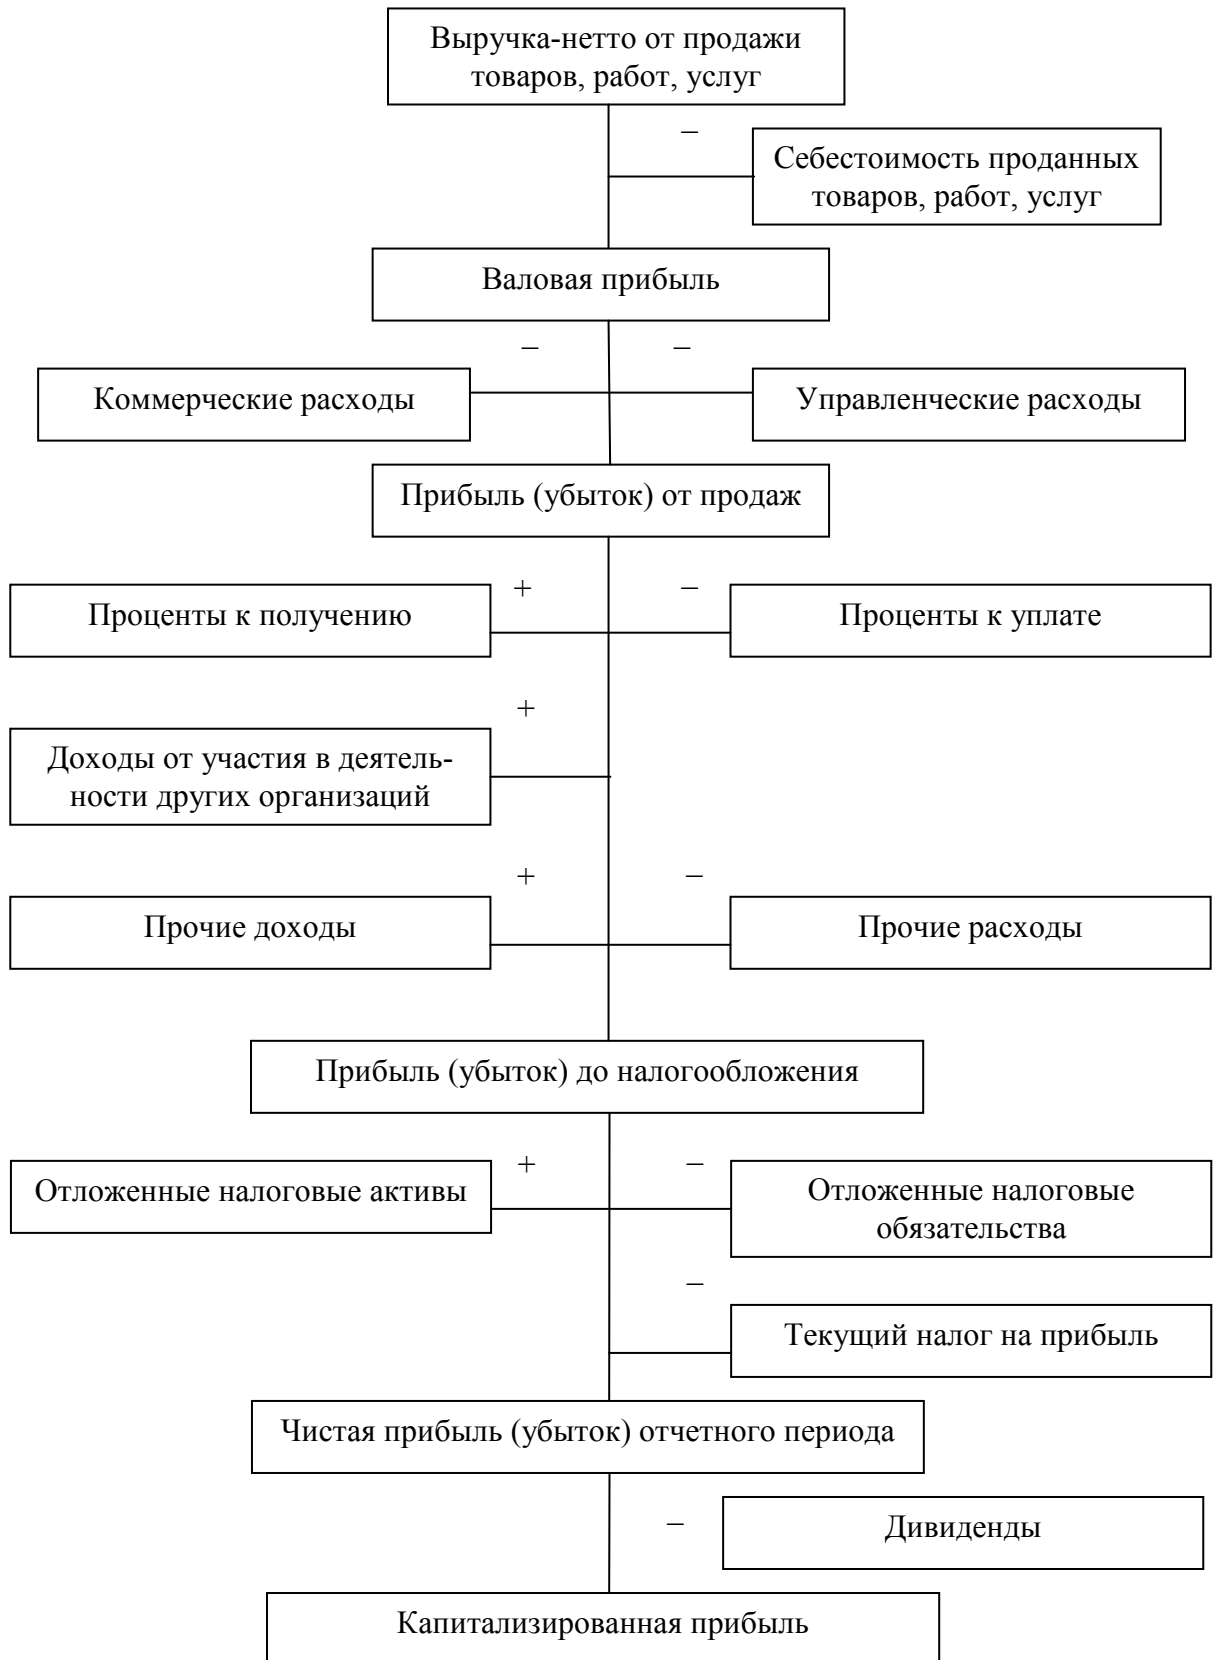 Выручка-нетто от продажи
товаров, работ, услуг
–
Себестоимость проданных
товаров, работ, услуг
Валовая прибыль
– –
Коммерческие расходы
Управленческие расходы
Прибыль (убыток) от продаж
+ –
Проценты к получению
Проценты к уплате
+
Доходы от участия в деятель-
ности других организаций
+ –
Прочие доходы
Прочие расходы
Прибыль (убыток) до налогообложения
+ –
Отложенные налоговые активы
Отложенные налоговые
обязательства
–
Текущий налог на прибыль
Чистая прибыль (убыток) отчетного периода
–
Дивиденды
Капитализированная прибыль